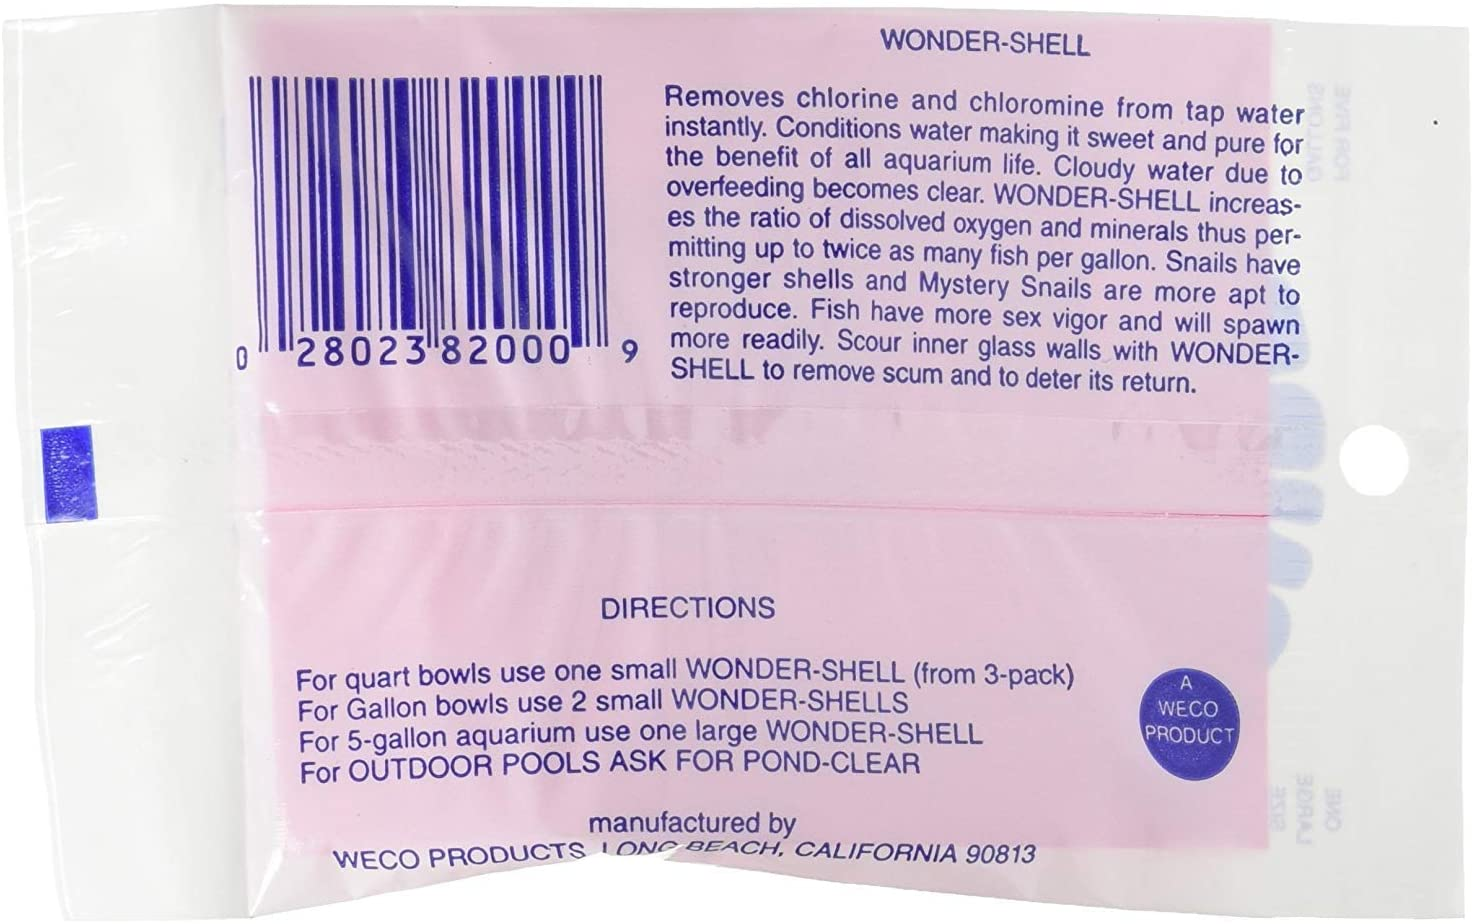 WONDER-SHELL
Removes chlorine and chloromine from tap water
instantly. Conditions water making it sweet and pure for
the benefit of all aquarium life. Cloudy water due to
overfeeding becomes clear. WONDER-SHELL increas-
es the ratio of dissolved oxygen and minerals thus per-
mitting up to twice as many fish per gallon. Snails have
stronger shells and Mystery Snails are more apt to
reproduce. Fish have more sex vigor and will spawn
more readily. Scour inner glass walls with WONDER-
SHELL to remove scum and to deter its return.
0 28023 82000 9
DIRECTIONS
For quart bowls use one small WONDER-SHELL (from 3-pack)
For Gallon bowls use 2 small WONDER-SHELLS
For 5-gallon aquarium use one large WONDER-SHELL
For OUTDOOR POOLS ASK FOR POND-CLEAR
A
WECO
PRODUCT
manufactured by
WECO PRODUCTS, LONG BEACH, CALIFORNIA 90813
FOR FIVE
GALLONS
ONE
LARGE
SIZE